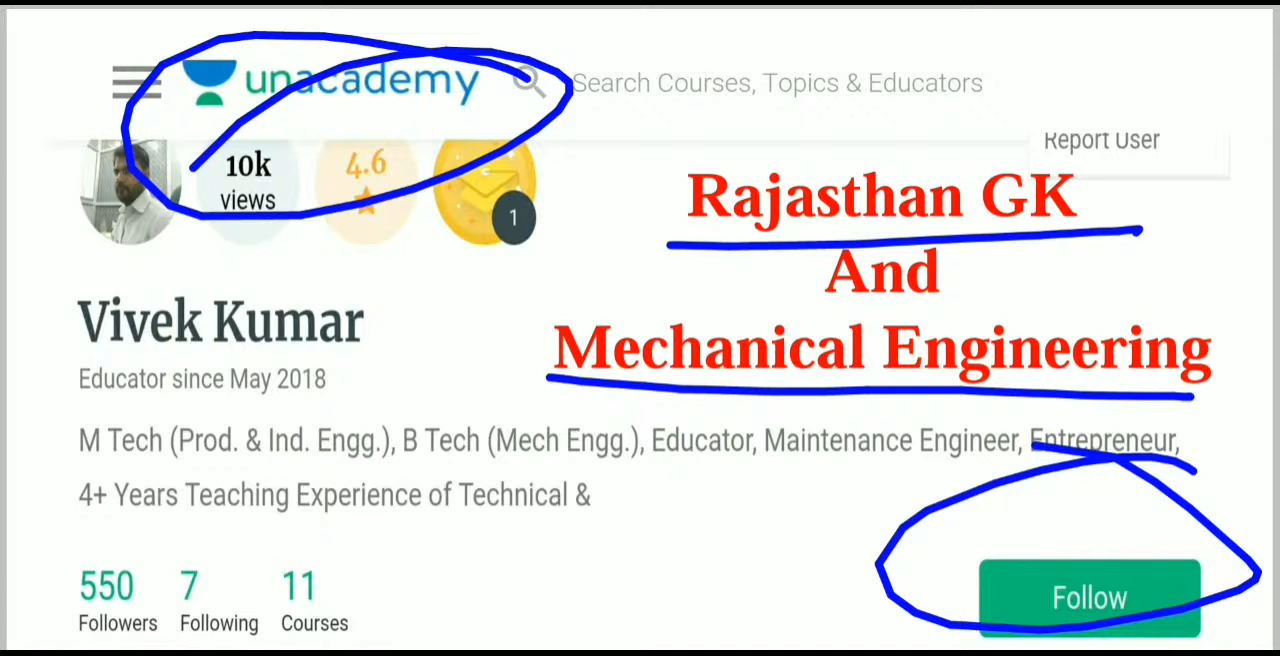 unacademy
Search Courses, Topics & Educators
Report User
10k
views
4.6
1
Rajasthan GK
And
Mechanical Engineering
Vivek Kumar
Educator since May 2018
M Tech (Prod. & Ind. Engg.), B Tech (Mech Engg.), Educator, Maintenance Engineer, Entrepreneur,
4+ Years Teaching Experience of Technical &
550 7 11
Followers Following Courses
Follow